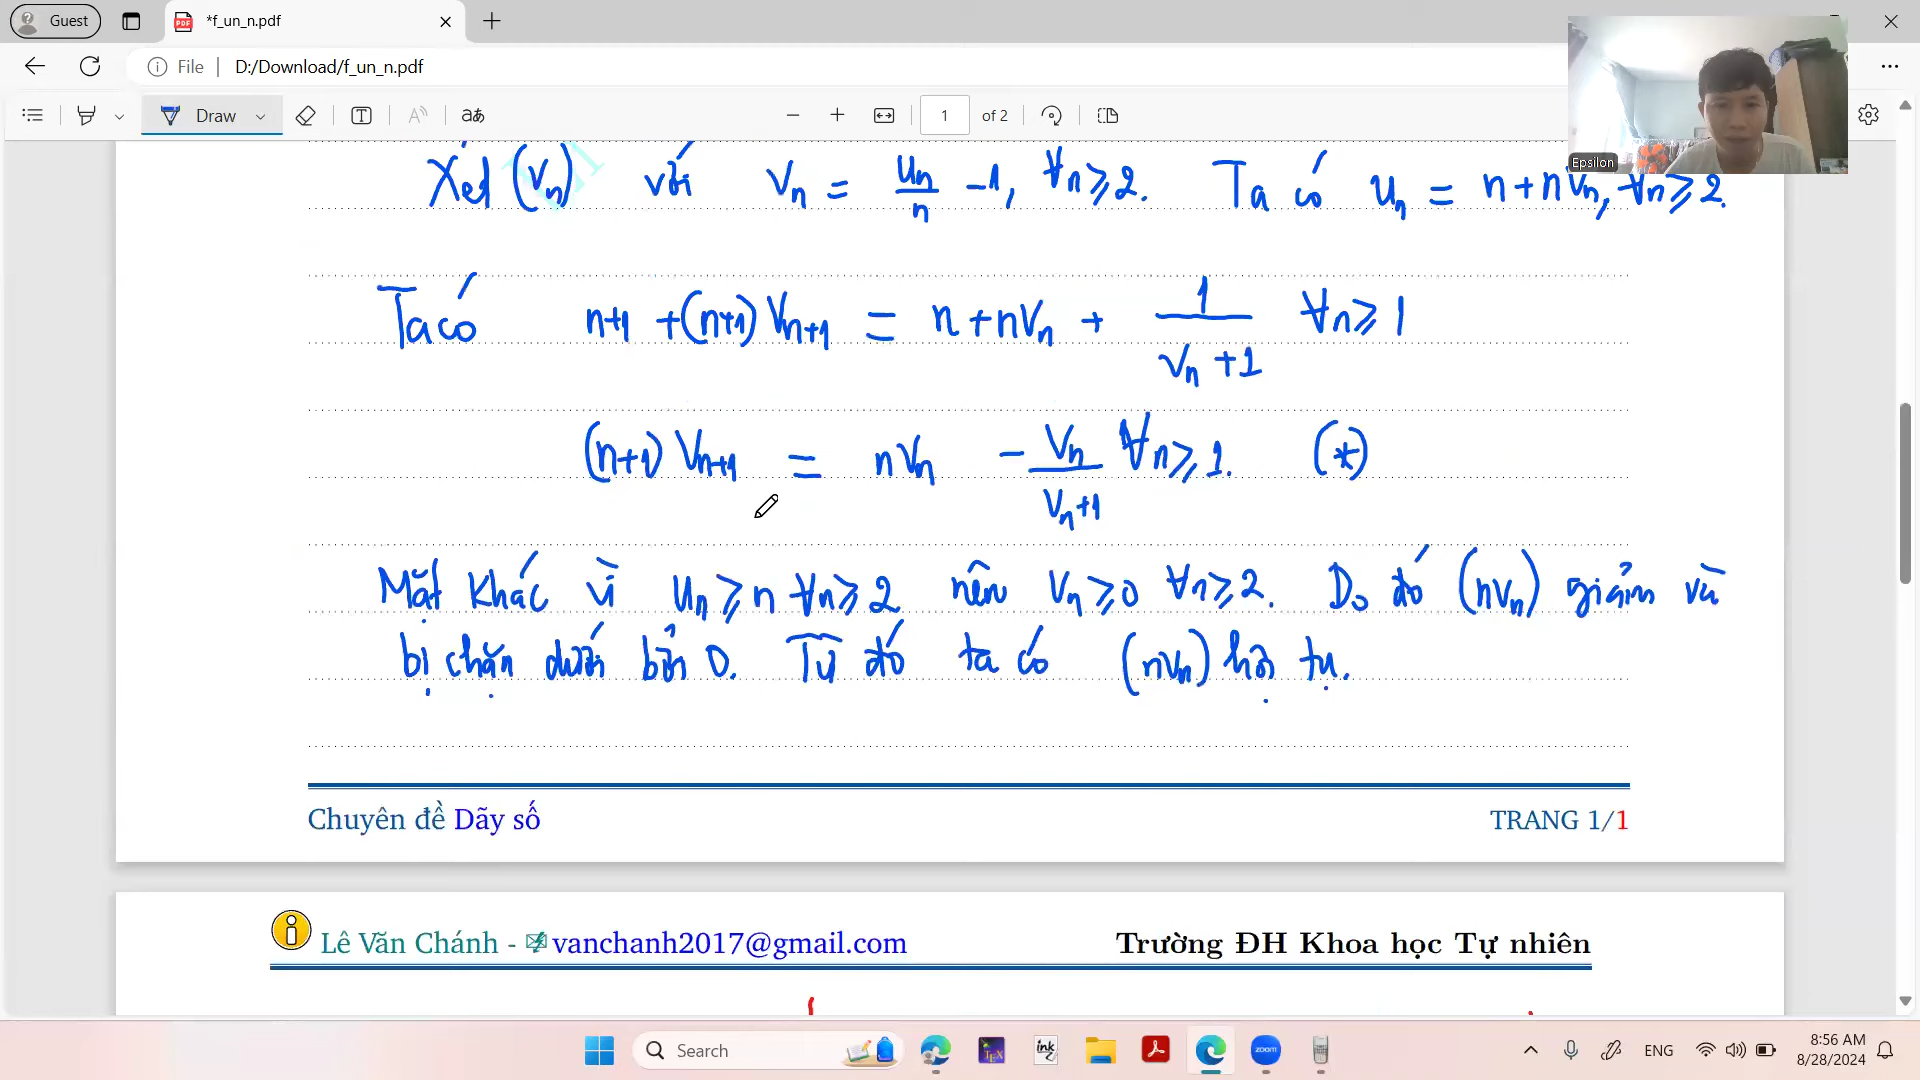 Guest
*f_un_n.pdf
File D:/Download/f_un_n.pdf
Draw aあ 1 of 2
Epsilon
Xét (vₙ) với vₙ = uₙ/n - 1, ∀n ≥ 2. Ta có uₙ = n + nvₙ, ∀n ≥ 2.
Ta có n+1 + (n+1)vₙ₊₁ = n + nvₙ + 1/(vₙ + 1) ∀n ≥ 1
(n+1)vₙ₊₁ = nvₙ - vₙ/(vₙ + 1) ∀n ≥ 1. (*)
Mặt khác vì uₙ ≥ n ∀n ≥ 2 nên vₙ ≥ 0 ∀n ≥ 2. Do đó (nvₙ) giảm và
bị chặn dưới bởi 0. Từ đó ta có (nvₙ) hội tụ.
Chuyên đề Dãy số TRANG 1/1
Lê Văn Chánh - vanchanh2017@gmail.com Trường ĐH Khoa học Tự nhiên
Search ink TEX zoom ENG 8:56 AM
8/28/2024